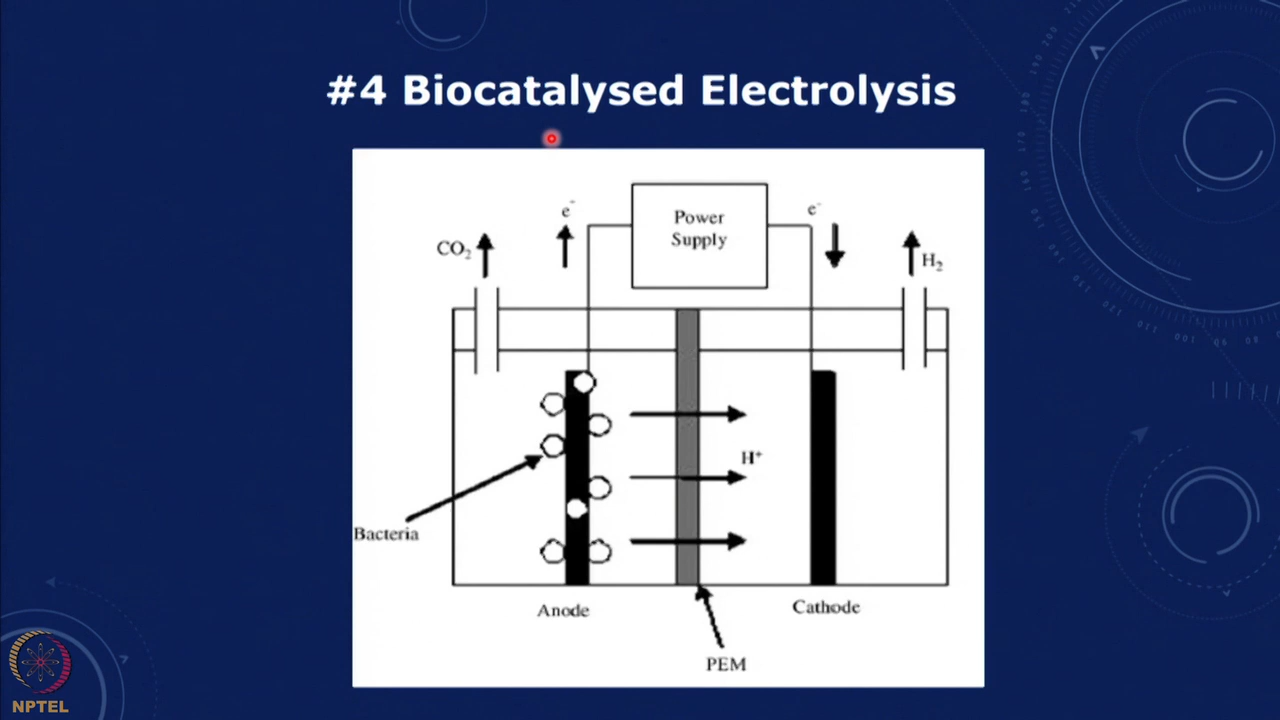 #4 Biocatalysed Electrolysis
Power
Supply
e⁻
e⁻
CO₂
H₂
H⁺
Bacteria
Anode
Cathode
PEM
NPTEL